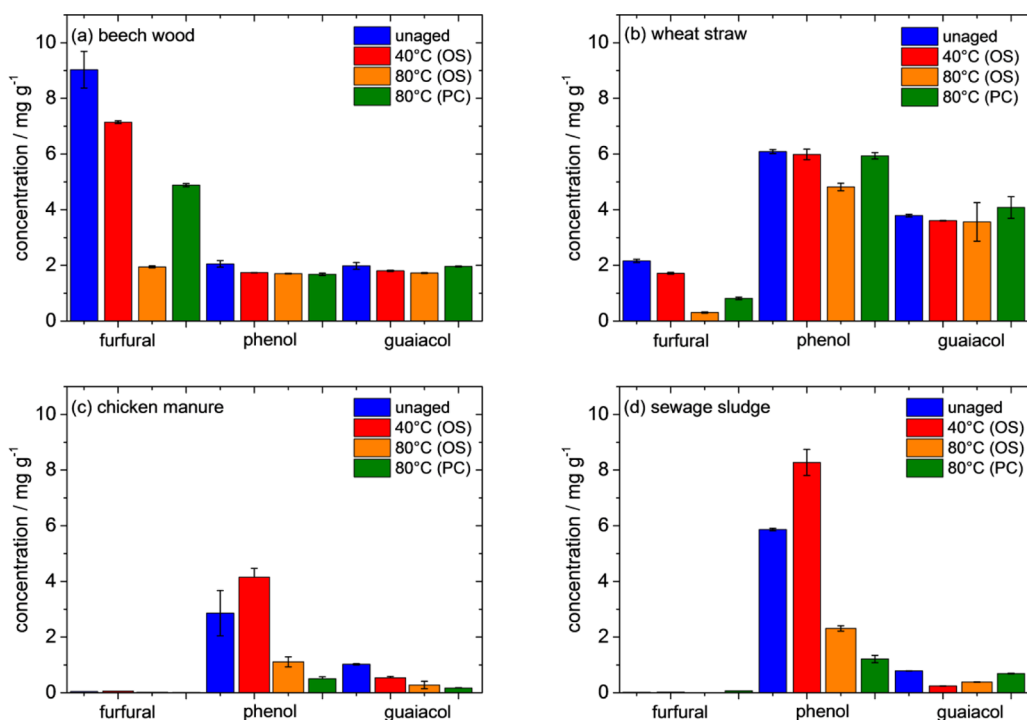 (a) beech wood
unaged
40°C (OS)
80°C (OS)
80°C (PC)
concentration / mg g⁻¹
10
8
6
4
2
0
furfural phenol guaiacol
(b) wheat straw
unaged
40°C (OS)
80°C (OS)
80°C (PC)
concentration / mg g⁻¹
10
8
6
4
2
0
furfural phenol guaiacol
(c) chicken manure
unaged
40°C (OS)
80°C (OS)
80°C (PC)
concentration / mg g⁻¹
10
8
6
4
2
0
furfural phenol guaiacol
(d) sewage sludge
unaged
40°C (OS)
80°C (OS)
80°C (PC)
concentration / mg g⁻¹
10
8
6
4
2
0
furfural phenol guaiacol